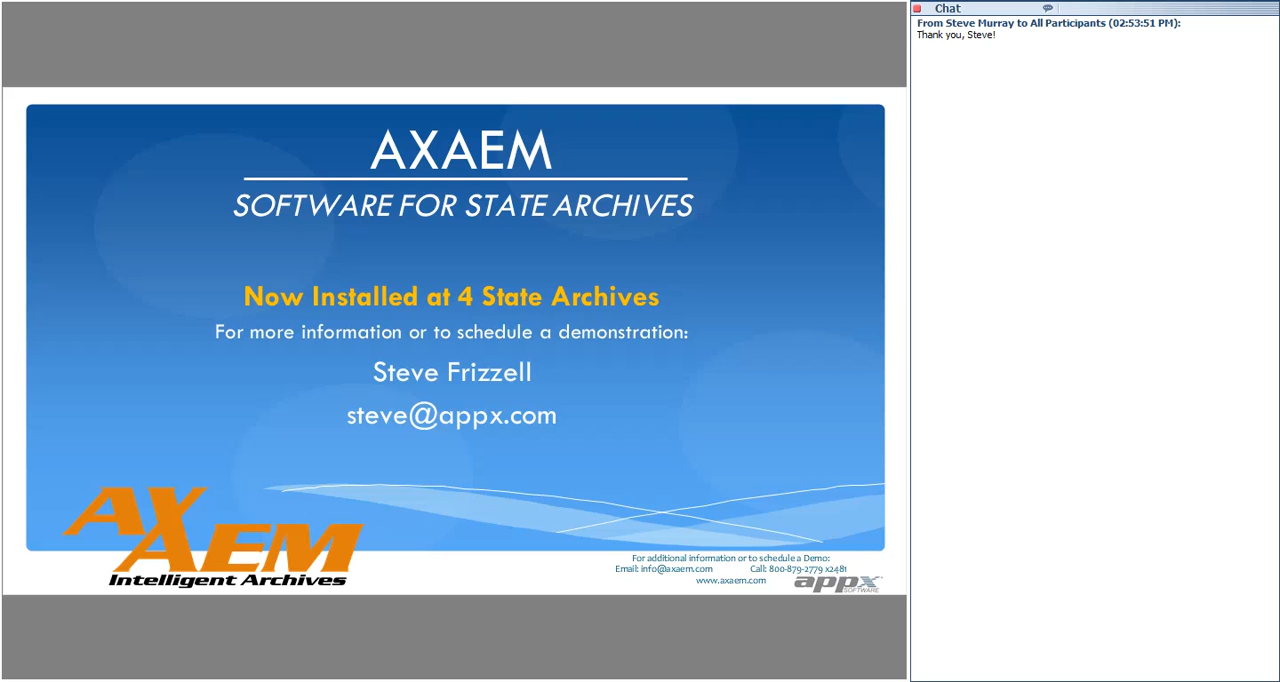 AXAEM
SOFTWARE FOR STATE ARCHIVES
Now Installed at 4 State Archives
For more information or to schedule a demonstration:
Steve Frizzell
steve@appx.com
AXAEM
Intelligent Archives
For additional information or to schedule a Demo:
Email: info@axaem.com Call: 800-879-2779 x2481
www.axaem.com
appx
SOFTWARE
Chat
From Steve Murray to All Participants (02:53:51 PM):
Thank you, Steve!